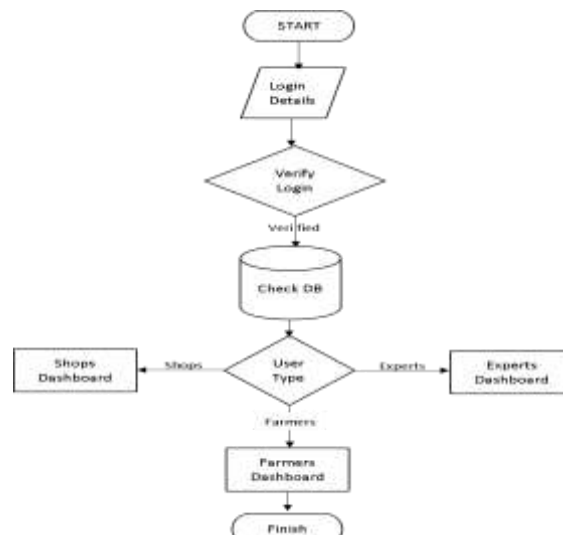 START
Login
Details
Verify
Login
Verified
Check DB
Shops
Dashboard
Shops
User
Type
Experts
Experts
Dashboard
Farmers
Farmers
Dashboard
Finish